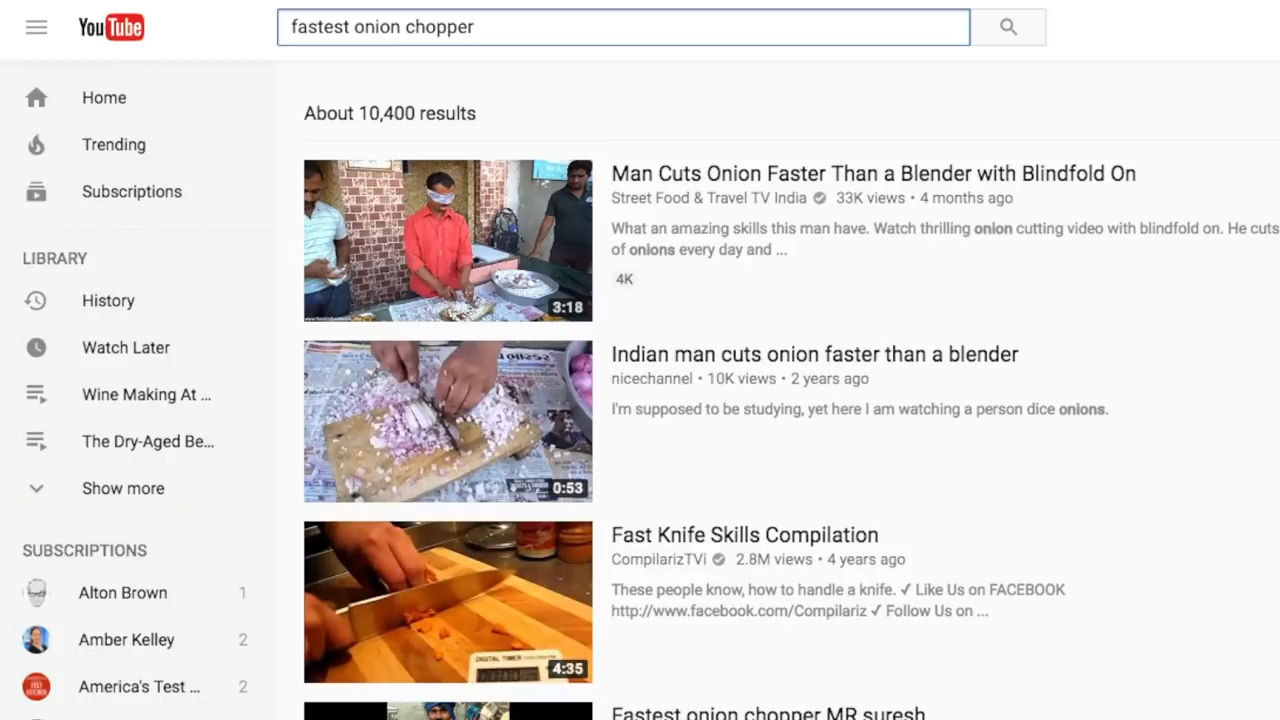 YouTube
fastest onion chopper
Home
Trending
Subscriptions
LIBRARY
History
Watch Later
Wine Making At ...
The Dry-Aged Be...
Show more
SUBSCRIPTIONS
Alton Brown 1
Amber Kelley 2
America's Test ... 2
About 10,400 results
3:18
Man Cuts Onion Faster Than a Blender with Blindfold On
Street Food & Travel TV India 33K views • 4 months ago
What an amazing skills this man have. Watch thrilling onion cutting video with blindfold on. He cuts
of onions every day and ...
4K
0:53
Indian man cuts onion faster than a blender
nicechannel • 10K views • 2 years ago
I'm supposed to be studying, yet here I am watching a person dice onions.
DIGITAL TIMER
4:35
Fast Knife Skills Compilation
CompilarizTVi 2.8M views • 4 years ago
These people know, how to handle a knife. ✓ Like Us on FACEBOOK
http://www.facebook.com/Compilariz ✓ Follow Us on ...
Fastest onion chopper MR suresh